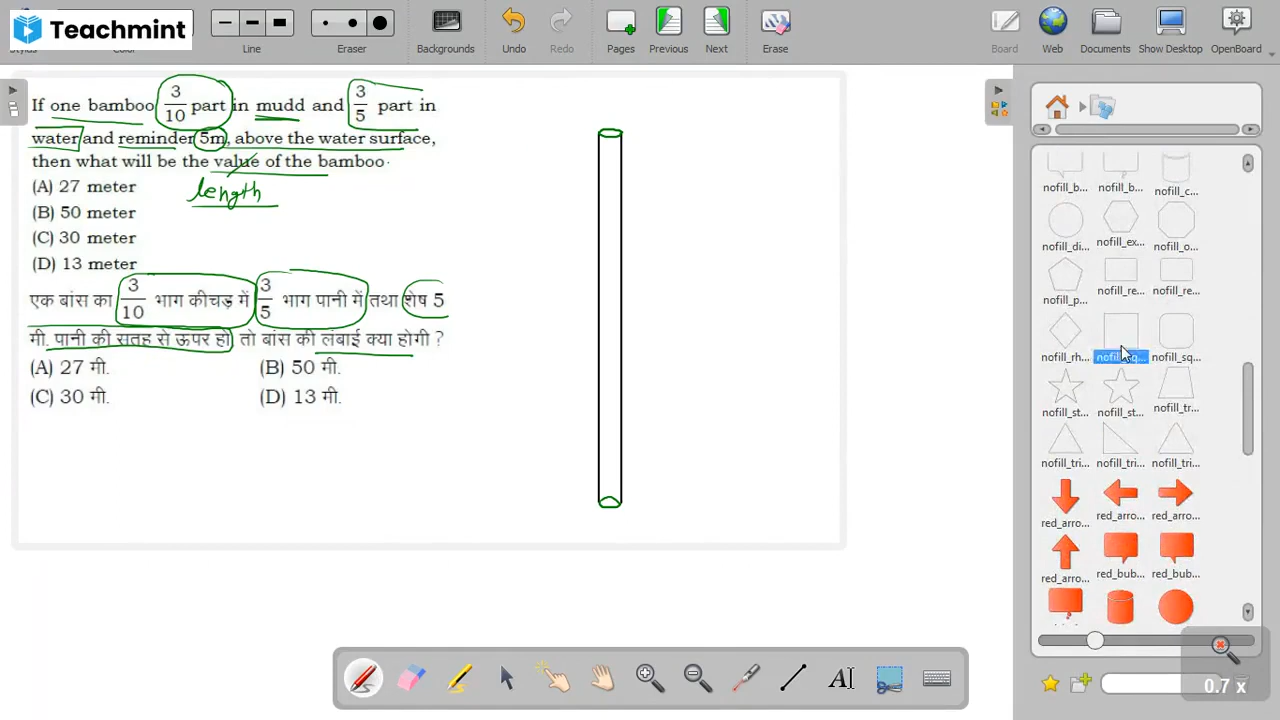 Teachmint
Stylus
Color
Line
Eraser
Backgrounds
Undo
Redo
Pages
Previous
Next
Erase
Board
Web
Documents
Show Desktop
OpenBoard
If one bamboo 3/10 part in mudd and 3/5 part in
water and reminder 5m, above the water surface,
then what will be the value of the bamboo.
length
(A) 27 meter
(B) 50 meter
(C) 30 meter
(D) 13 meter
एक बांस का 3/10 भाग कीचड़ में 3/5 भाग पानी में तथा शेष 5
मी. पानी की सतह से ऊपर हो तो बांस की लंबाई क्या होगी ?
(A) 27 मी. (B) 50 मी.
(C) 30 मी. (D) 13 मी.
nofill_b... nofill_b... nofill_c...
nofill_di... nofill_ex... nofill_o...
nofill_p... nofill_re... nofill_re...
nofill_rh... nofill_sq... nofill_sq...
nofill_st... nofill_st... nofill_tr...
nofill_tri... nofill_tri... nofill_tri...
red_arro... red_arro... red_arro...
red_arro... red_bub... red_bub...
0.7 x